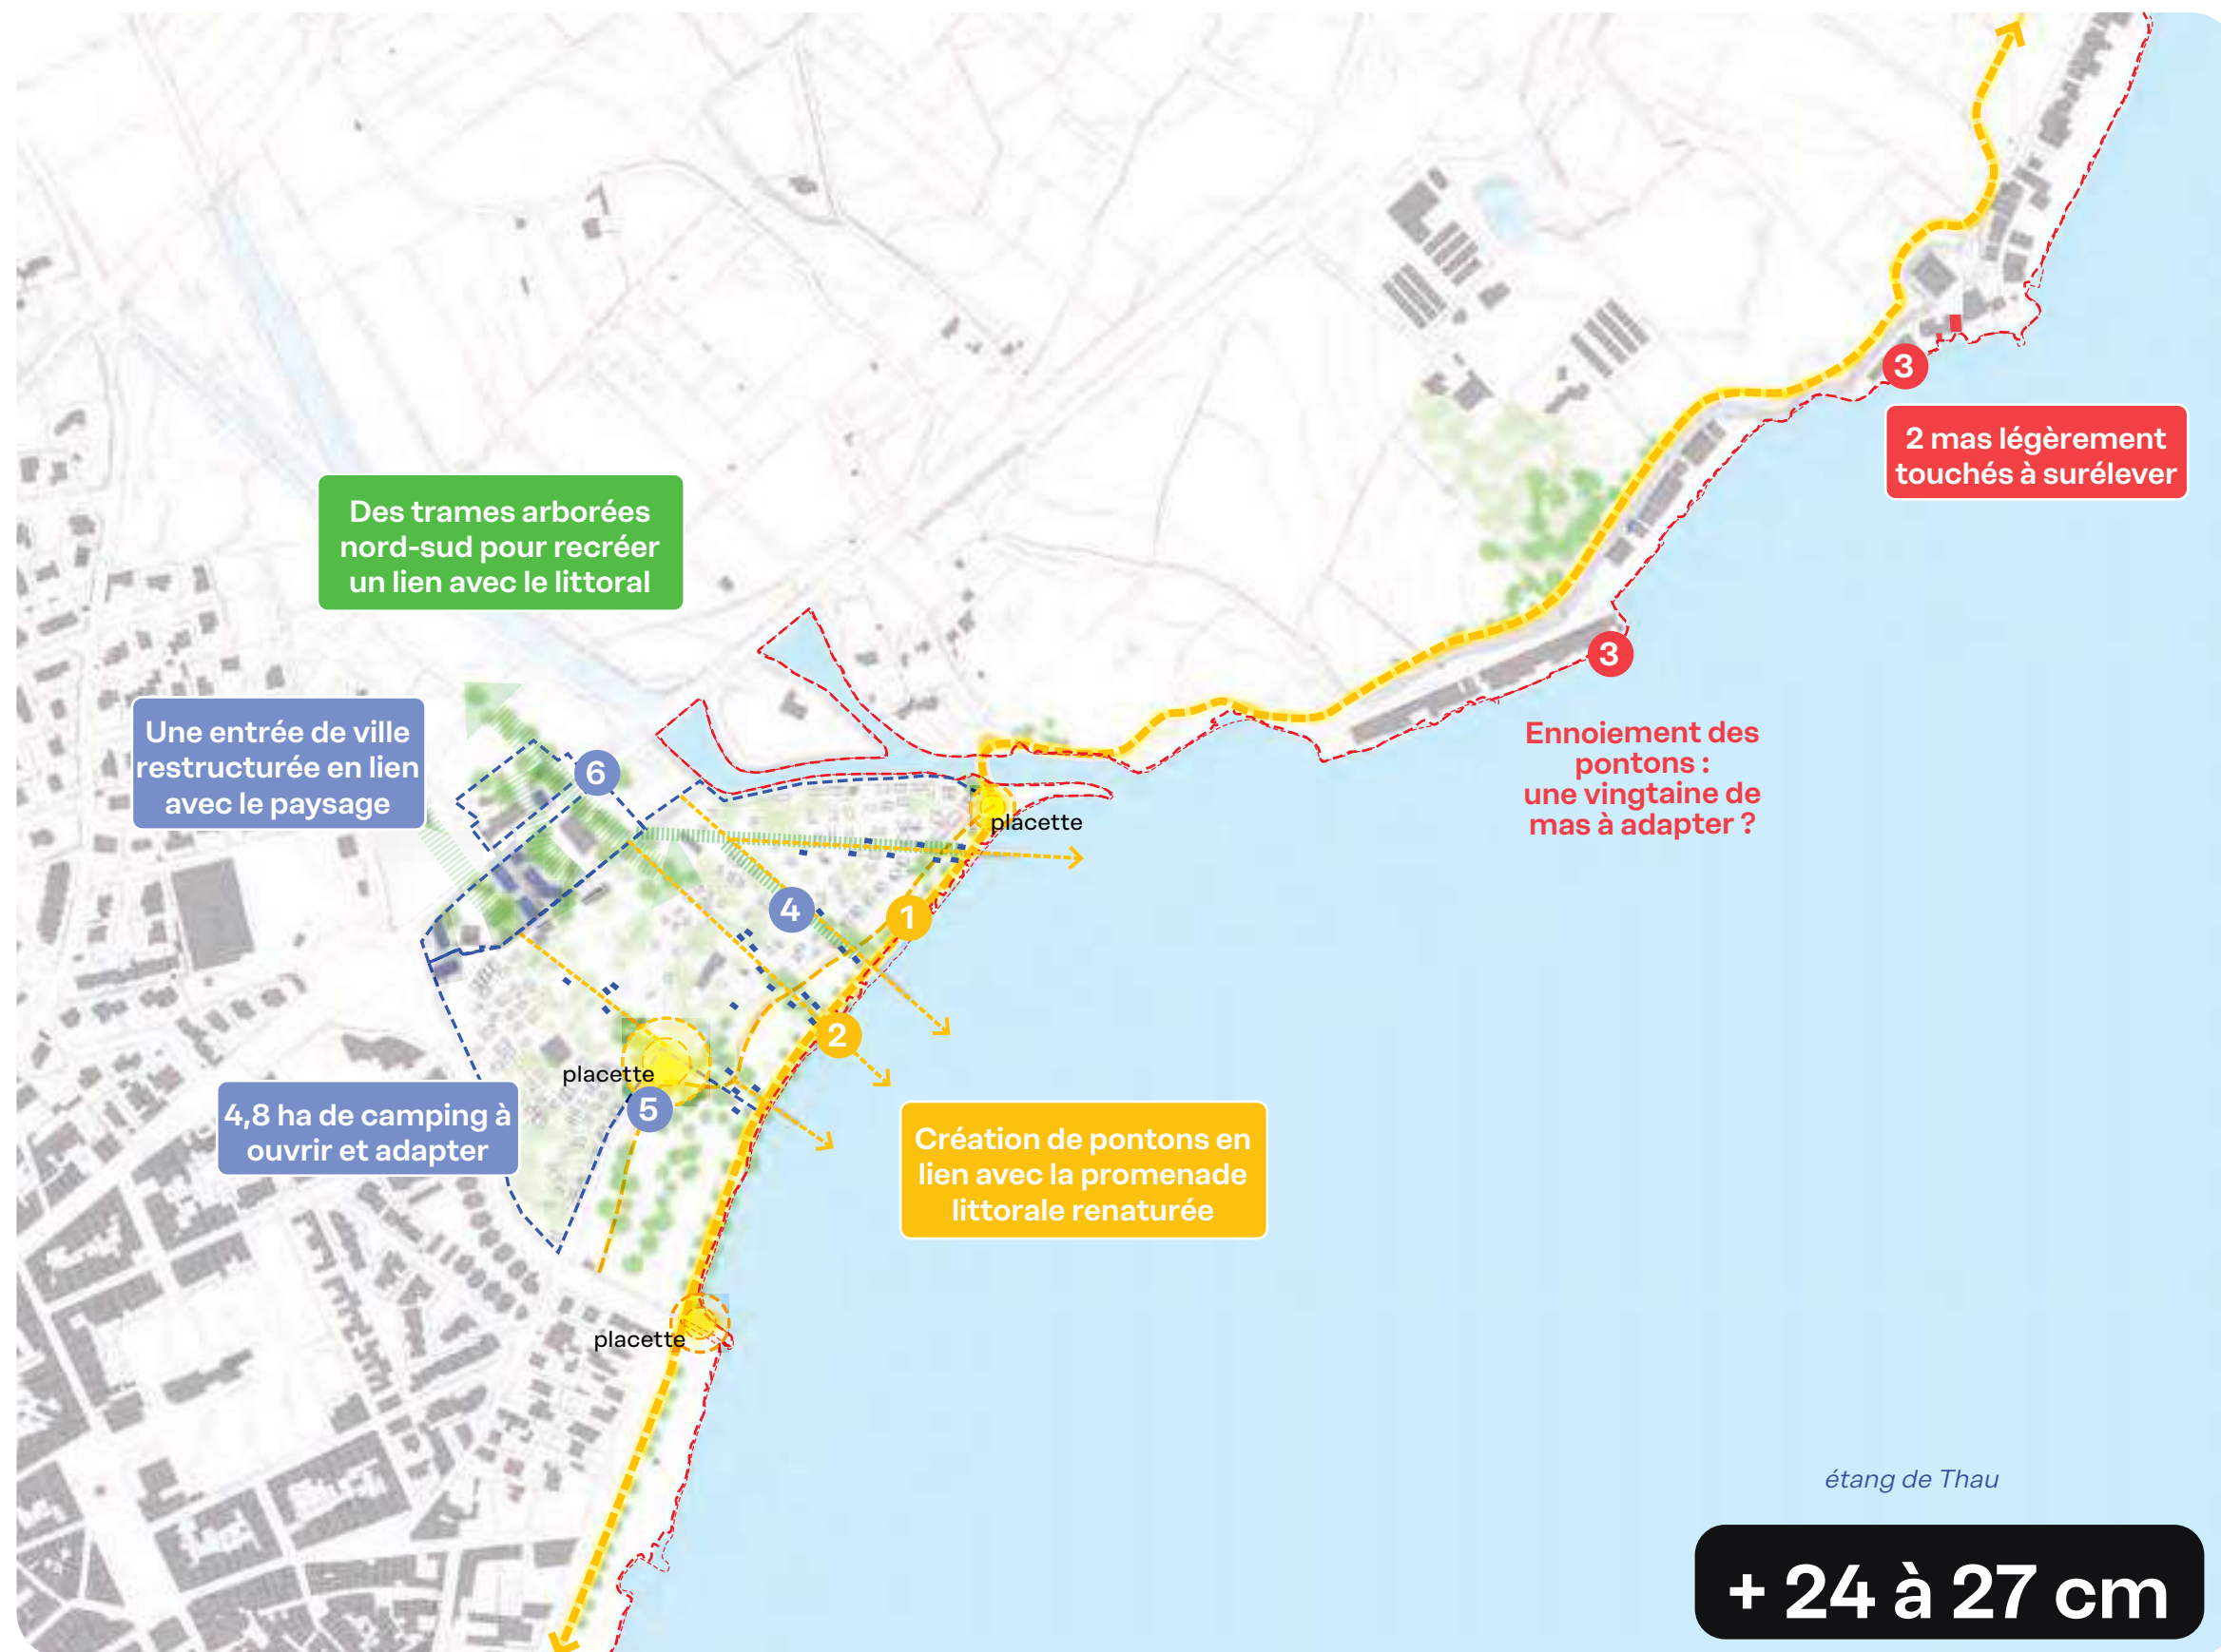 3
2 mas légèrement
touchés à surélever
Des trames arborées
nord-sud pour recréer
un lien avec le littoral
3
Ennoiement des
pontons :
une vingtaine de
mas à adapter ?
Une entrée de ville
restructurée en lien
avec le paysage
6
placette
4
1
2
placette
5
4,8 ha de camping à
ouvrir et adapter
Création de pontons en
lien avec la promenade
littorale renaturée
placette
étang de Thau
+ 24 à 27 cm